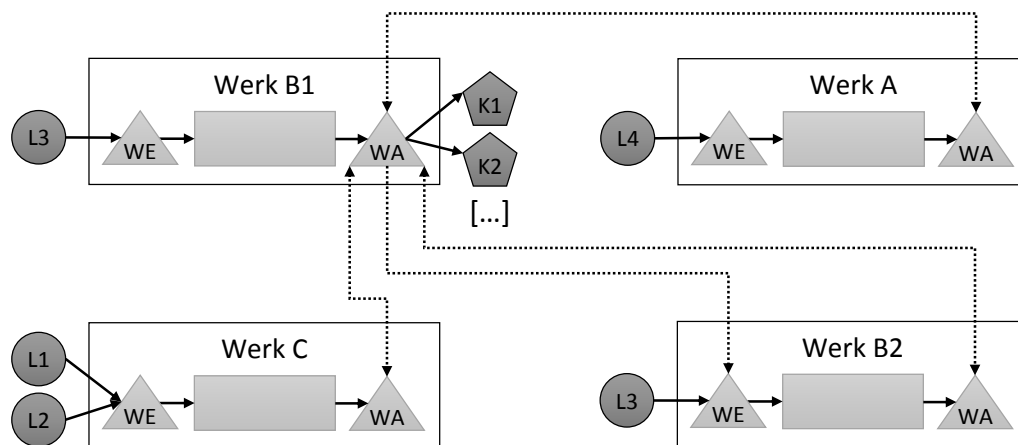 Werk B1
L3
WE
WA
K1
K2
[...]
Werk A
L4
WE
WA
Werk C
L1
L2
WE
WA
Werk B2
L3
WE
WA